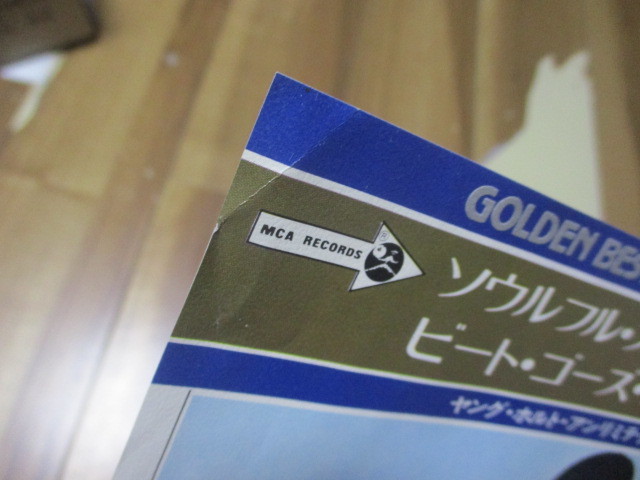 GOLDEN BES
MCA RECORDS
ソウルフル・
ビート・ゴーズ・
ヤング・ホルト・アンリミテ